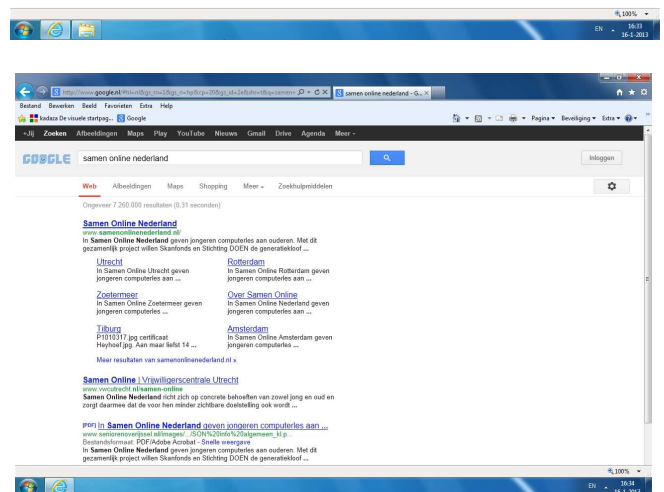 100%
EN 16:33
16-1-2013
samen online nederland - G...
Bestand Bewerken Beeld Favorieten Extra Help
kadaza De visuele startpag... Google Pagina Beveiliging Extra
+Jij Zoeken Afbeeldingen Maps Play YouTube Nieuws Gmail Drive Agenda Meer
GOOGLE samen online nederland Inloggen
Web Afbeeldingen Maps Shopping Meer Zoekhulpmiddelen
Ongeveer 7.260.000 resultaten (0,31 seconden)
Samen Online Nederland
www.samenonlinenederland.nl/
In Samen Online Nederland geven jongeren computerles aan ouderen. Met dit
gezamenlijk project willen Skanfonds en Stichting DOEN de generatiekloof ...
Utrecht
In Samen Online Utrecht geven
jongeren computerles aan ...
Rotterdam
In Samen Online Rotterdam geven
jongeren computerles aan ...
Zoetermeer
In Samen Online Zoetermeer geven
jongeren computerles ...
Over Samen Online
In Samen Online Nederland geven
jongeren computerles aan ...
Tilburg
P1010317.jpg certificaat
Heyhoef.jpg. Aan maar liefst 14 ...
Amsterdam
In Samen Online Amsterdam geven
jongeren computerles ...
Meer resultaten van samenonlinenederland.nl »
Samen Online | Vrijwilligerscentrale Utrecht
www.vwcutrecht.nl/samen-online
Samen Online Nederland richt zich op concrete behoeften van zowel jong en oud en
zorgt daarmee dat de voor hen minder zichtbare doelstelling ook wordt ...
[PDF] In Samen Online Nederland geven jongeren computerles aan ...
www.seniorenoverijssel.nl/images/.../SON%20info%20algemeen_kl.p...
Bestandsformaat: PDF/Adobe Acrobat - Snelle weergave
In Samen Online Nederland geven jongeren computerles aan ouderen. Met dit
gezamenlijk project willen Skanfonds en Stichting DOEN de generatiekloof ...
100%
EN 16:34
16-1-2013